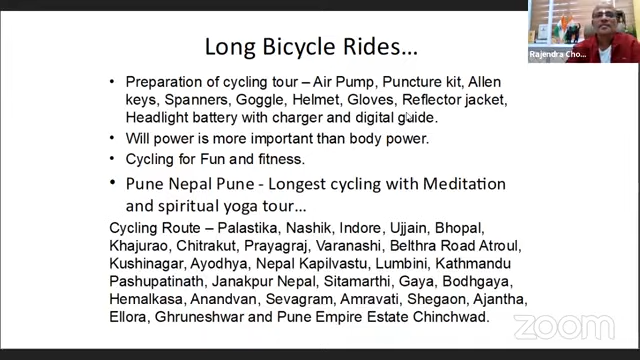 Long Bicycle Rides…
• Preparation of cycling tour – Air Pump, Puncture kit, Allen
keys, Spanners, Goggle, Helmet, Gloves, Reflector jacket,
Headlight battery with charger and digital guide.
• Will power is more important than body power.
• Cycling for Fun and fitness.
• Pune Nepal Pune - Longest cycling with Meditation
and spiritual yoga tour…
Cycling Route – Palastika, Nashik, Indore, Ujjain, Bhopal,
Khajurao, Chitrakut, Prayagraj, Varanashi, Belthra Road Atroul,
Kushinagar, Ayodhya, Nepal Kapilvastu, Lumbini, Kathmandu
Pashupatinath, Janakpur Nepal, Sitamarthi, Gaya, Bodhgaya,
Hemalkasa, Anandvan, Sevagram, Amravati, Shegaon, Ajantha,
Ellora, Ghruneshwar and Pune Empire Estate Chinchwad.
Rajendra Cho...
zoom